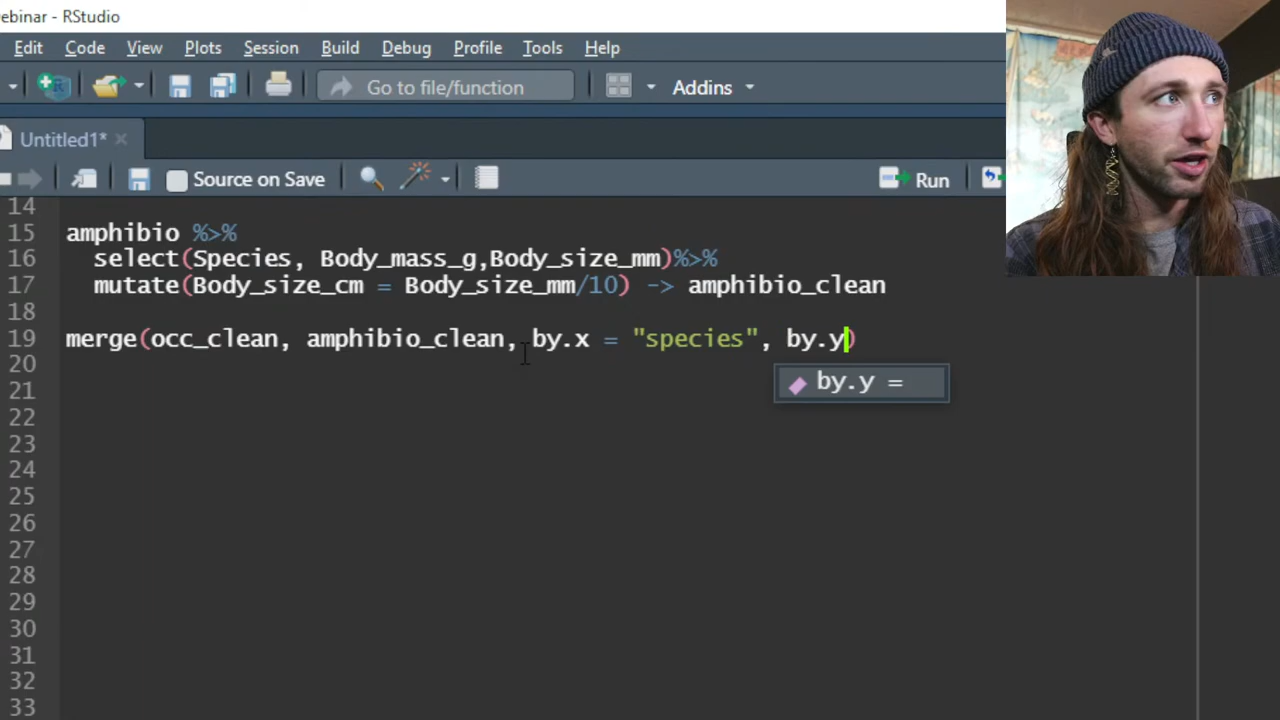 ebinar - RStudio
Edit Code View Plots Session Build Debug Profile Tools Help
Go to file/function Addins
Untitled1*
Source on Save Run
14
15 amphibio %>%
16 select(Species, Body_mass_g,Body_size_mm)%>%
17 mutate(Body_size_cm = Body_size_mm/10) -> amphibio_clean
18
19 merge(occ_clean, amphibio_clean, by.x = "species", by.y)
20
by.y =
21
22
23
24
25
26
27
28
29
30
31
32
33